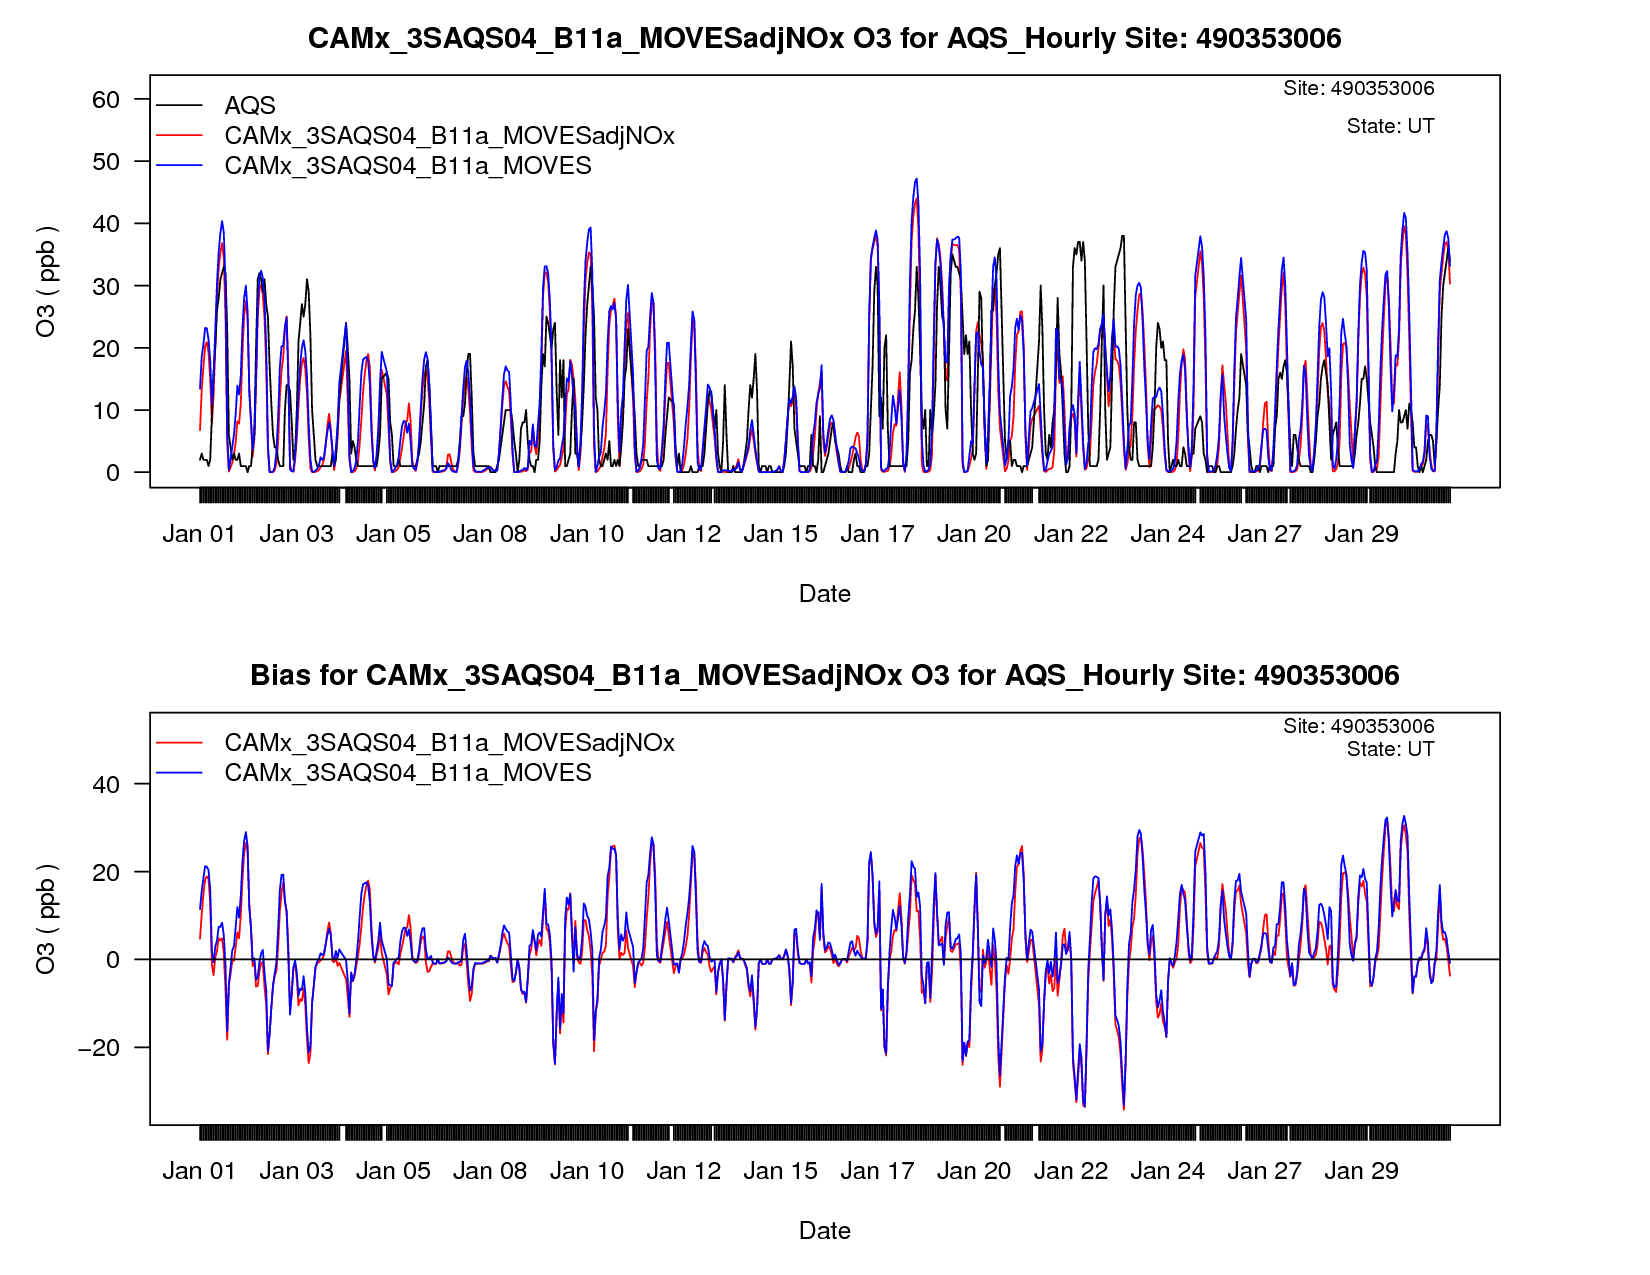 CAMx_3SAQS04_B11a_MOVESadjNOx O3 for AQS_Hourly Site: 490353006
Site: 490353006
State: UT
AQS
CAMx_3SAQS04_B11a_MOVESadjNOx
CAMx_3SAQS04_B11a_MOVES
60
50
40
30
20
10
0
O3 ( ppb )
Jan 01 Jan 03 Jan 05 Jan 08 Jan 10 Jan 12 Jan 15 Jan 17 Jan 20 Jan 22 Jan 24 Jan 27 Jan 29
Date
Bias for CAMx_3SAQS04_B11a_MOVESadjNOx O3 for AQS_Hourly Site: 490353006
Site: 490353006
State: UT
CAMx_3SAQS04_B11a_MOVESadjNOx
CAMx_3SAQS04_B11a_MOVES
40
20
0
−20
O3 ( ppb )
Jan 01 Jan 03 Jan 05 Jan 08 Jan 10 Jan 12 Jan 15 Jan 17 Jan 20 Jan 22 Jan 24 Jan 27 Jan 29
Date